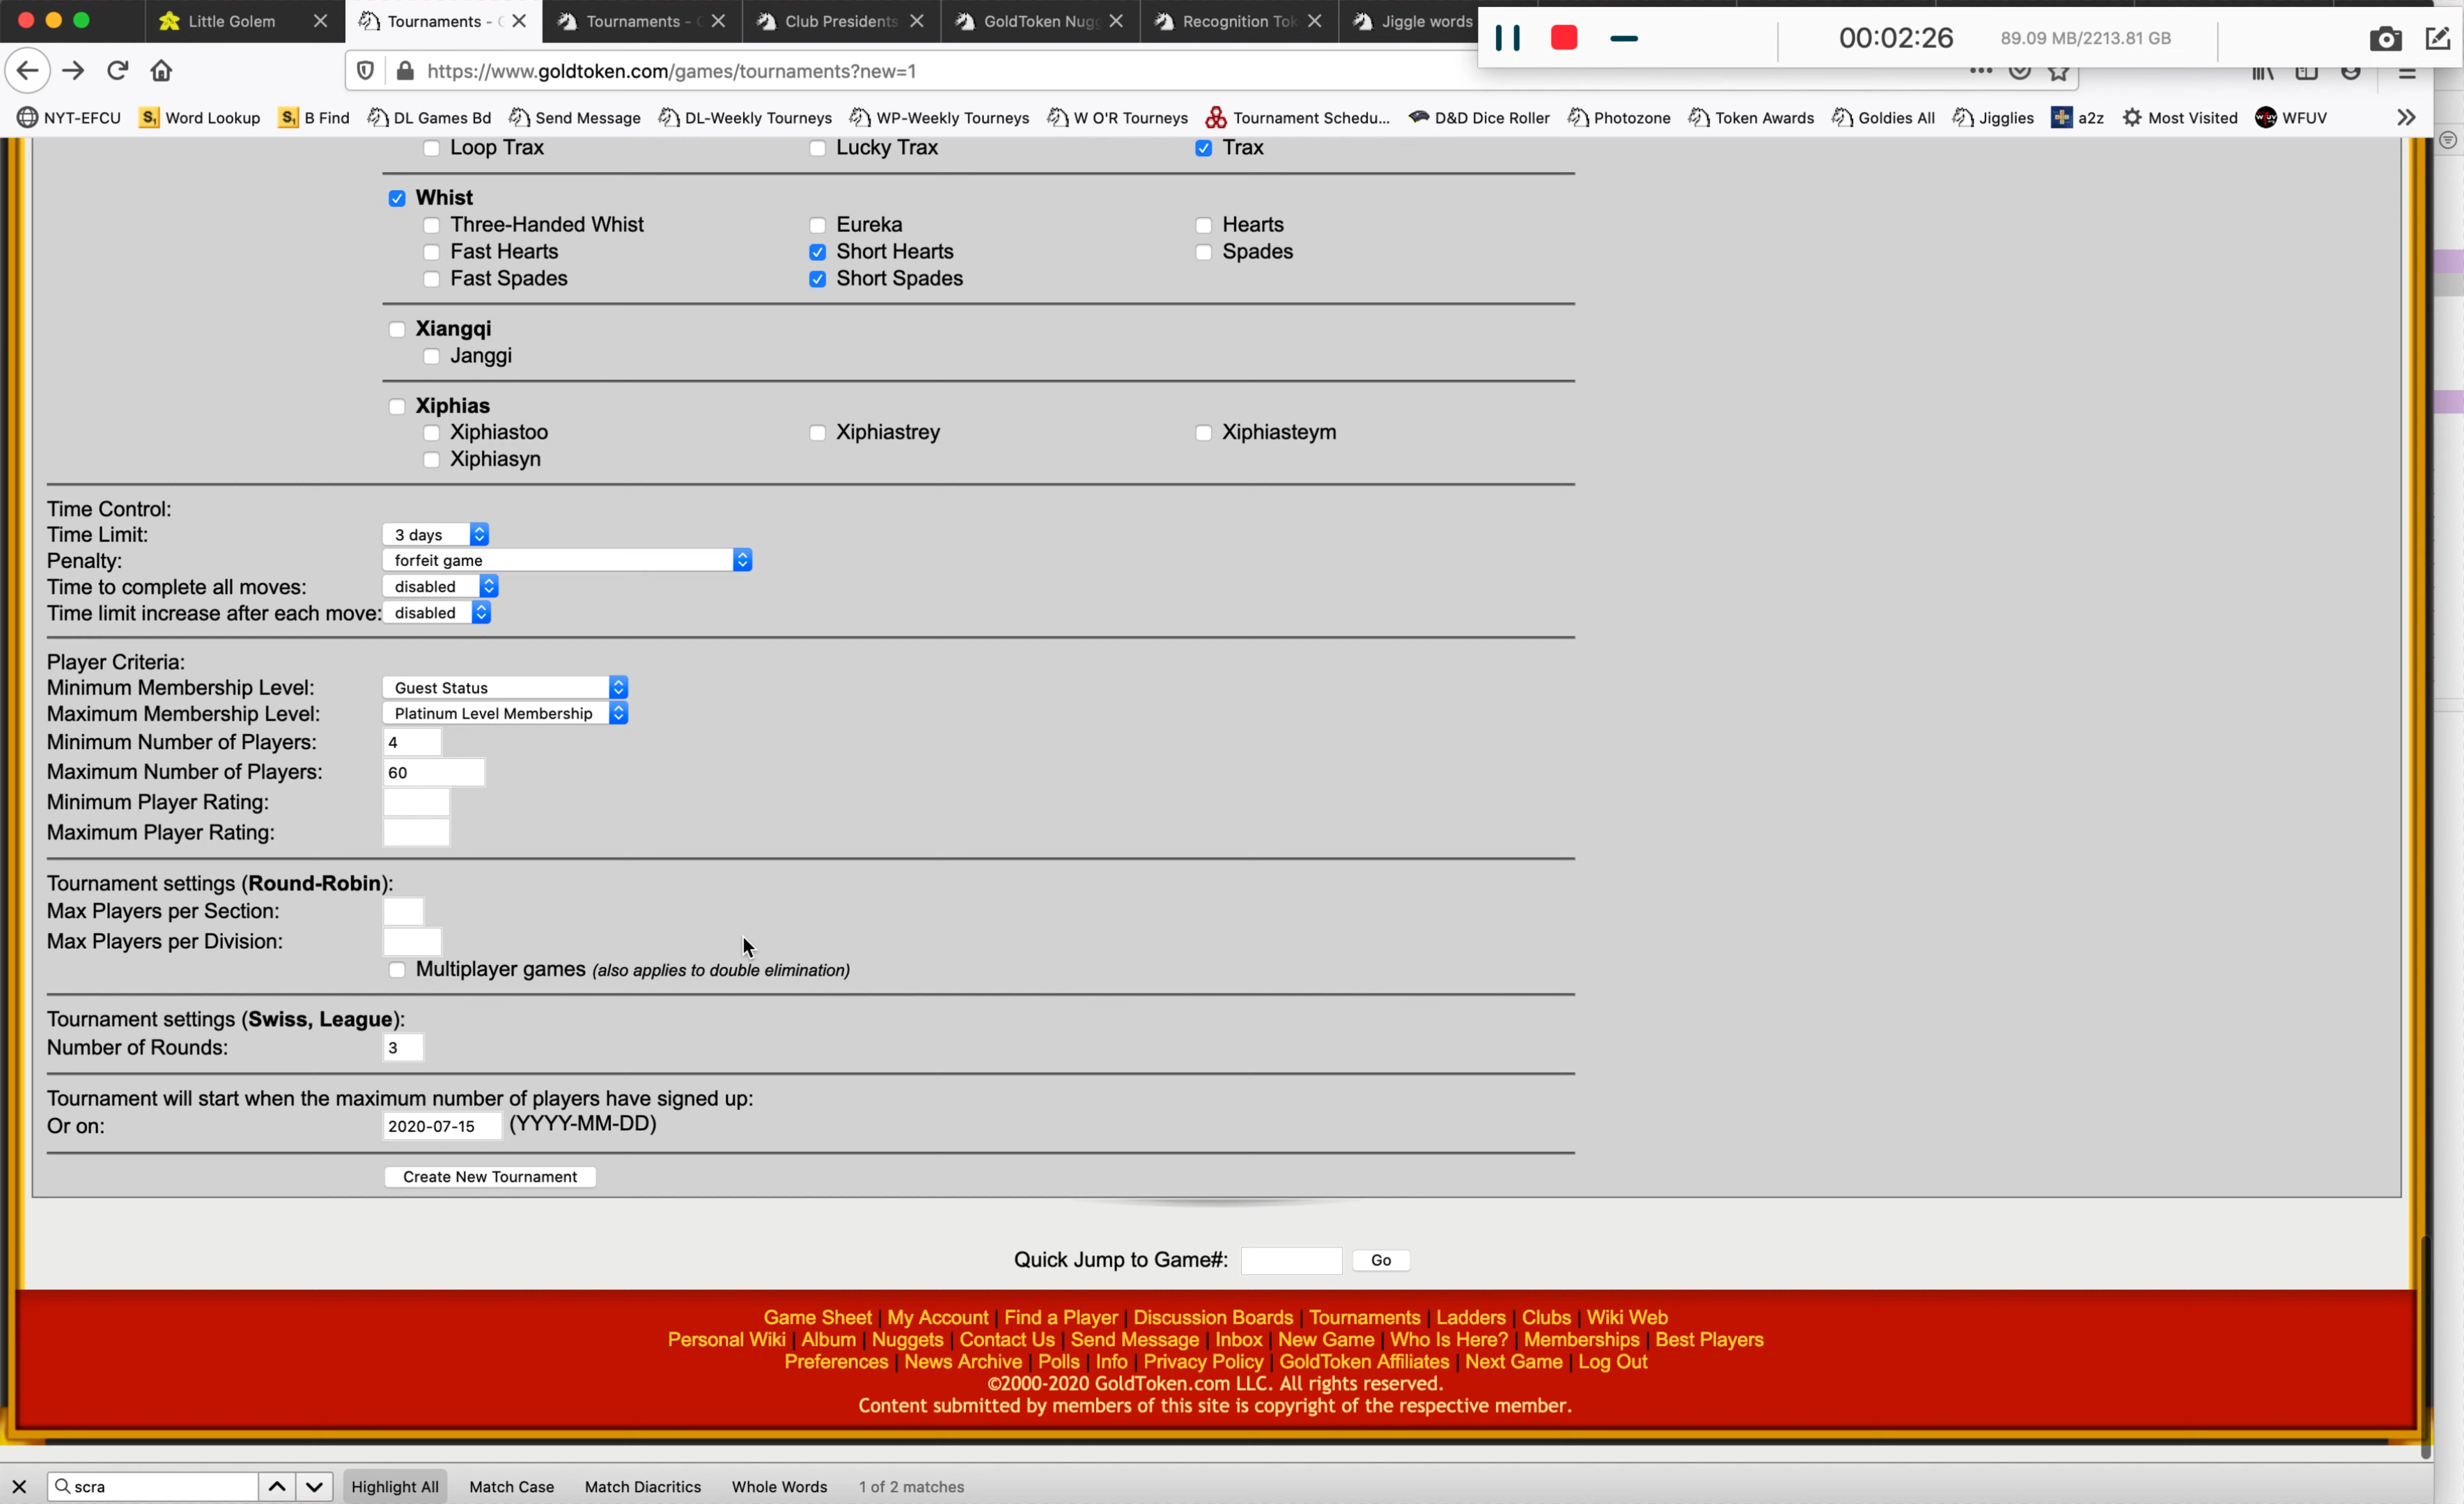 Little Golem
Tournaments - G
Tournaments - G
Club Presidents
GoldToken Nugg
Recognition Tok
Jiggle words
00:02:26
89.09 MB/2213.81 GB
https://www.goldtoken.com/games/tournaments?new=1
NYT-EFCU
Word Lookup
B Find
DL Games Bd
Send Message
DL-Weekly Tourneys
WP-Weekly Tourneys
W O'R Tourneys
Tournament Schedu...
D&D Dice Roller
Photozone
Token Awards
Goldies All
Jigglies
a2z
Most Visited
WFUV
Loop Trax Lucky Trax Trax
Whist
Three-Handed Whist Eureka Hearts
Fast Hearts Short Hearts Spades
Fast Spades Short Spades
Xiangqi
Janggi
Xiphias
Xiphiastoo Xiphiastrey Xiphiasteym
Xiphiasyn
Time Control:
Time Limit: 3 days
Penalty: forfeit game
Time to complete all moves: disabled
Time limit increase after each move: disabled
Player Criteria:
Minimum Membership Level: Guest Status
Maximum Membership Level: Platinum Level Membership
Minimum Number of Players: 4
Maximum Number of Players: 60
Minimum Player Rating:
Maximum Player Rating:
Tournament settings (Round-Robin):
Max Players per Section:
Max Players per Division:
Multiplayer games (also applies to double elimination)
Tournament settings (Swiss, League):
Number of Rounds: 3
Tournament will start when the maximum number of players have signed up:
Or on: 2020-07-15 (YYYY-MM-DD)
Create New Tournament
Quick Jump to Game#: Go
Game Sheet | My Account | Find a Player | Discussion Boards | Tournaments | Ladders | Clubs | Wiki Web
Personal Wiki | Album | Nuggets | Contact Us | Send Message | Inbox | New Game | Who Is Here? | Memberships | Best Players
Preferences | News Archive | Polls | Info | Privacy Policy | GoldToken Affiliates | Next Game | Log Out
©2000-2020 GoldToken.com LLC. All rights reserved.
Content submitted by members of this site is copyright of the respective member.
scra Highlight All Match Case Match Diacritics Whole Words 1 of 2 matches